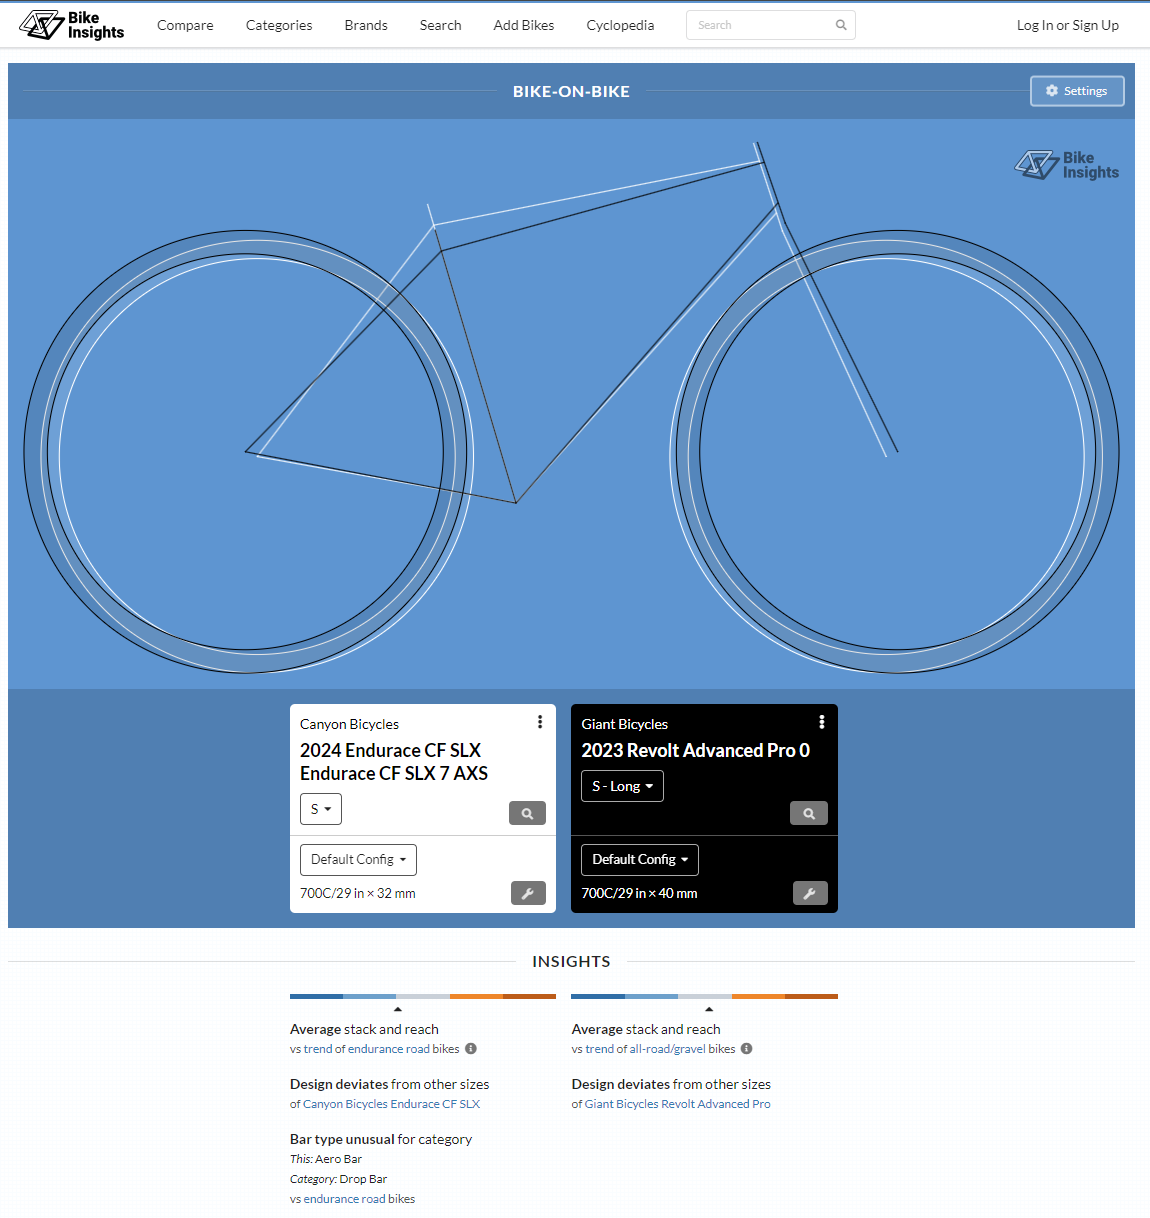 Bike Insights
Compare
Categories
Brands
Search
Add Bikes
Cyclopedia
Search
Log In or Sign Up
BIKE-ON-BIKE
Settings
Bike Insights
Canyon Bicycles
2024 Endurace CF SLX
Endurace CF SLX 7 AXS
S
Default Config
700C/29 in × 32 mm
Giant Bicycles
2023 Revolt Advanced Pro 0
S - Long
Default Config
700C/29 in × 40 mm
INSIGHTS
Average stack and reach
vs trend of endurance road bikes
Design deviates from other sizes
of Canyon Bicycles Endurace CF SLX
Bar type unusual for category
This: Aero Bar
Category: Drop Bar
vs endurance road bikes
Average stack and reach
vs trend of all-road/gravel bikes
Design deviates from other sizes
of Giant Bicycles Revolt Advanced Pro